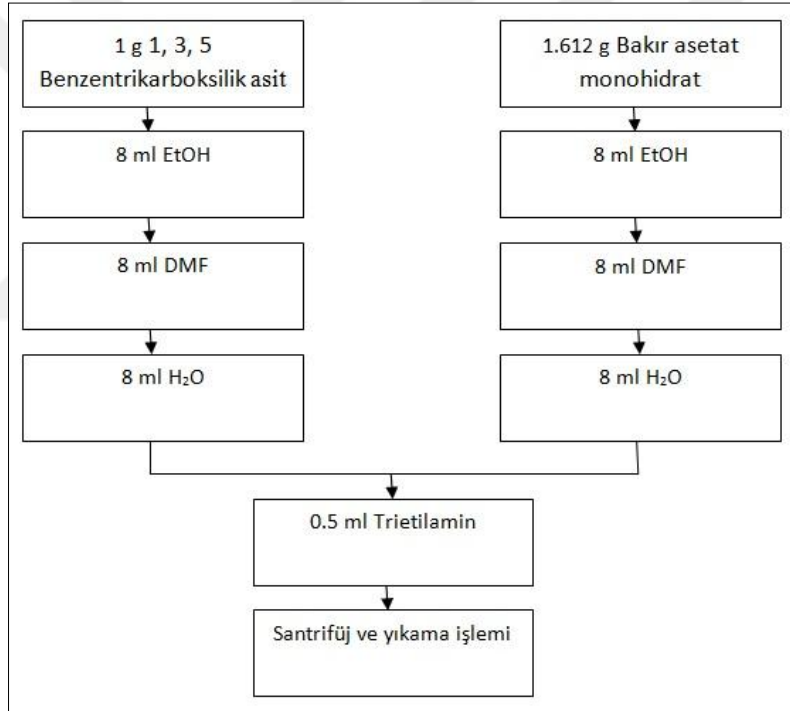 1 g 1, 3, 5
Benzentrikarboksilik asit
8 ml EtOH
8 ml DMF
8 ml H₂O
1.612 g Bakır asetat
monohidrat
8 ml EtOH
8 ml DMF
8 ml H₂O
0.5 ml Trietilamin
Santrifüj ve yıkama işlemi